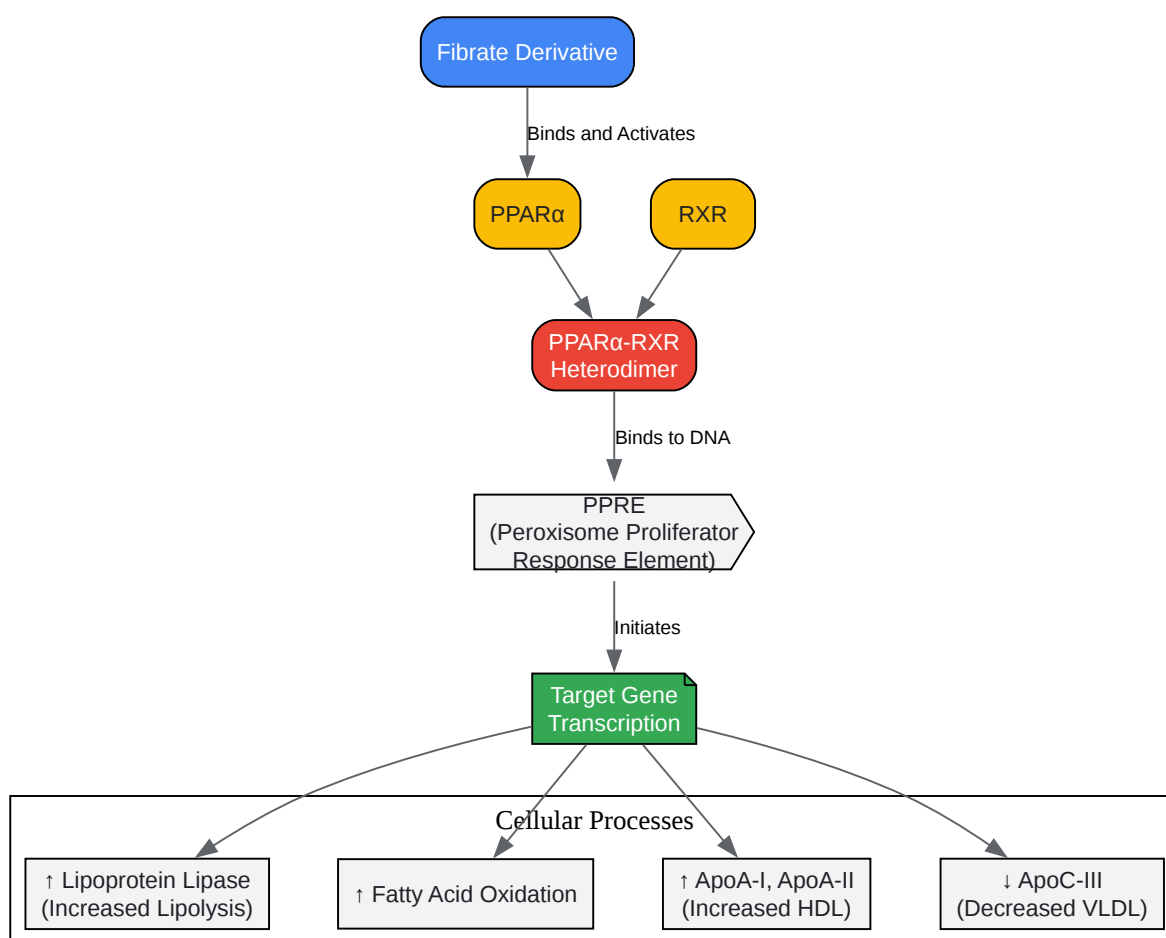 Fibrate Derivative
Binds and Activates
PPARα
RXR
PPARα-RXR
Heterodimer
Binds to DNA
PPRE
(Peroxisome Proliferator
Response Element)
Initiates
Target Gene
Transcription
Cellular Processes
↑ Lipoprotein Lipase
(Increased Lipolysis)
↑ Fatty Acid Oxidation
↑ ApoA-I, ApoA-II
(Increased HDL)
↓ ApoC-III
(Decreased VLDL)